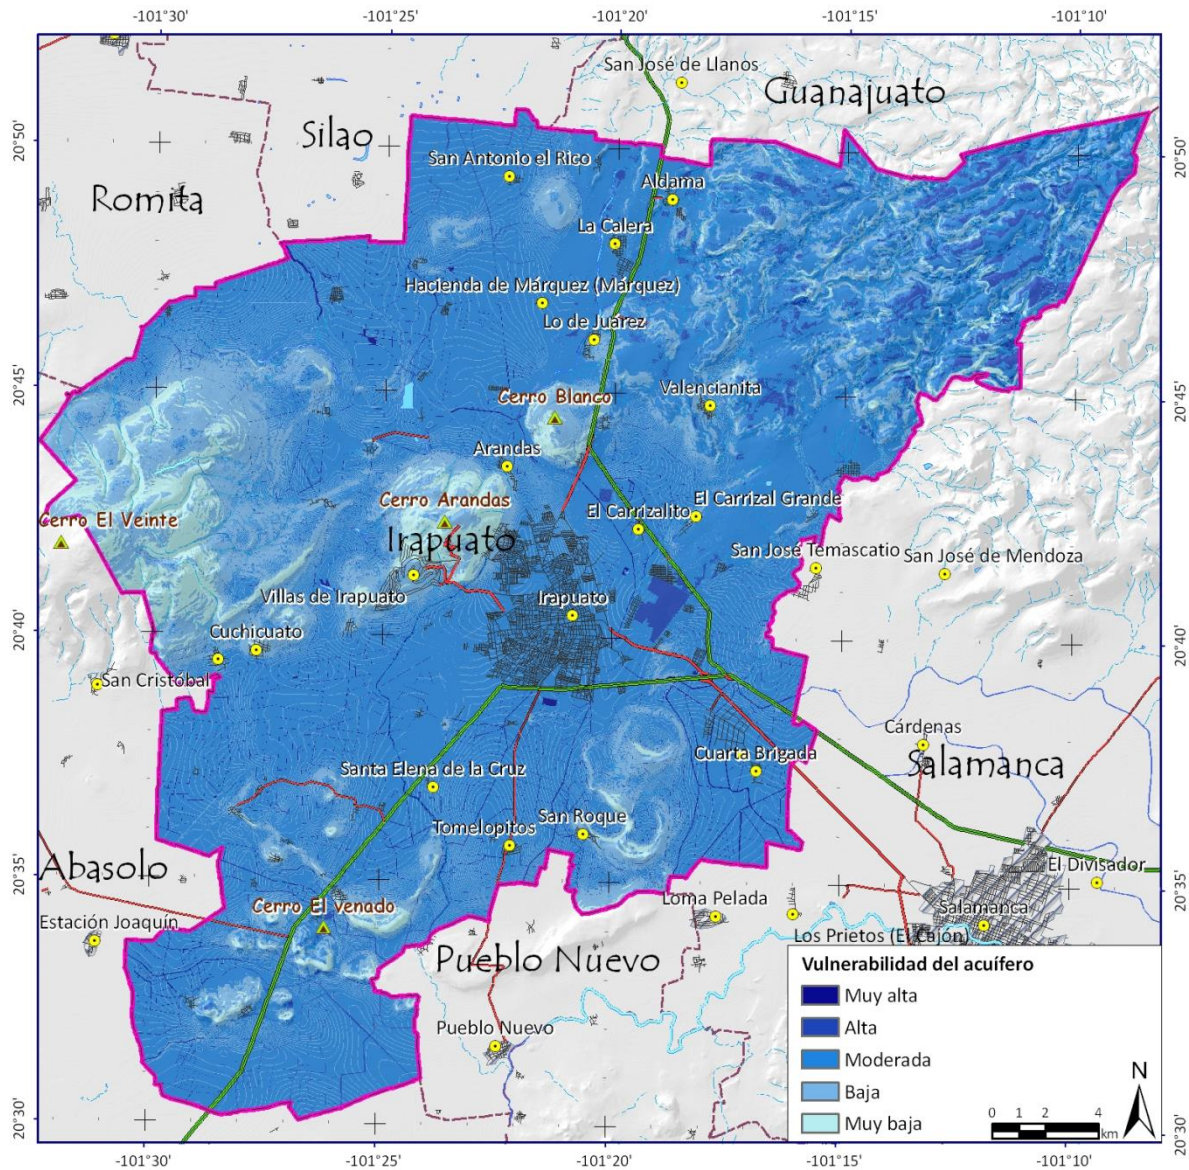 -101°30'
-101°25'
-101°20'
-101°15'
-101°10'
San José de Llanos
Guanajuato
20°50'
20°50'
Silao
San Antonio el Rico
Aldama
Romita
La Calera
Hacienda de Márquez (Márquez)
Lo de Juárez
20°45'
20°45'
Valencianita
Cerro Blanco
Arandas
Cerro Arandas
El Carrizal Grande
El Carrizalito
Cerro El Veinte
Irapuato
San José Temascatio
San José de Mendoza
Villas de Irapuato
Irapuato
20°40'
20°40'
Cuchicuato
San Cristóbal
Cárdenas
Salamanca
Cuarta Brigada
Santa Elena de la Cruz
San Roque
Tomelopitos
20°35'
20°35'
Abasolo
El Divisador
Loma Pelada
Cerro El Venado
Salamanca
Estación Joaquín
Los Prietos (El Cajón)
Pueblo Nuevo
Vulnerabilidad del acuífero
Muy alta
Alta
Moderada
Baja
Muy baja
N
0 1 2 4
km
Pueblo Nuevo
20°30'
20°30'
-101°30'
-101°25'
-101°20'
-101°15'
-101°10'